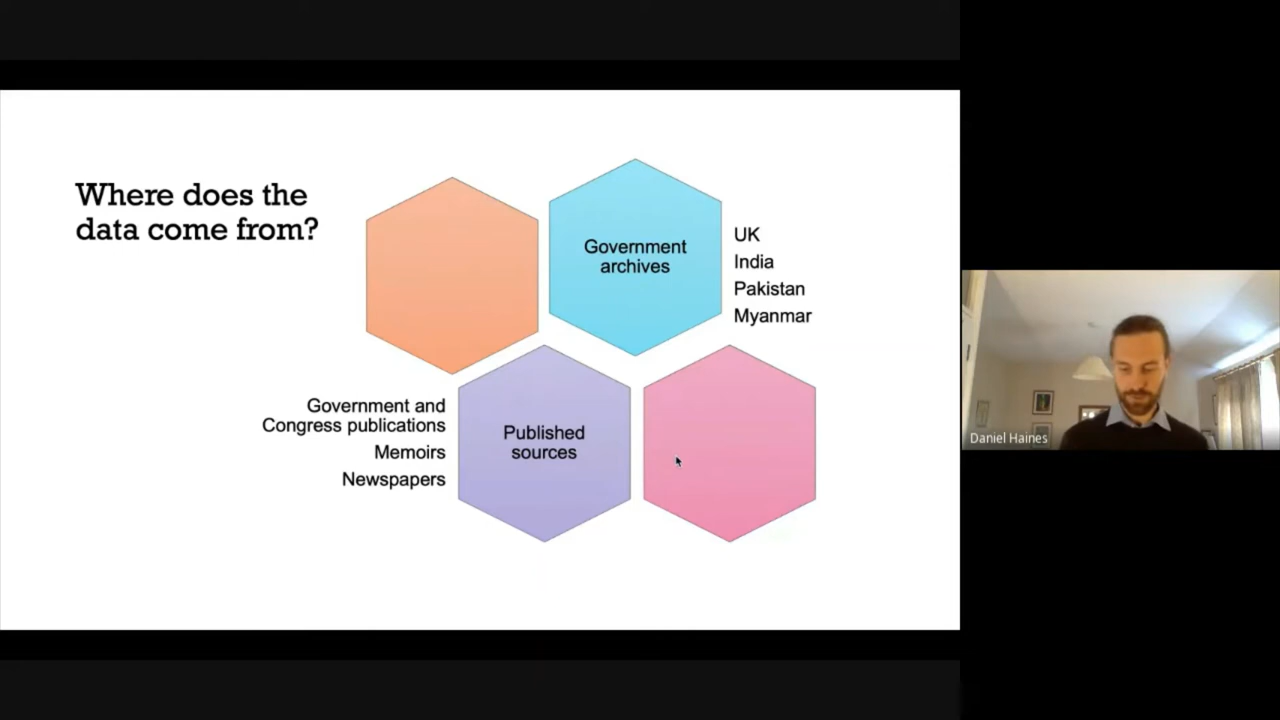 Where does the
data come from?
Government
archives
UK
India
Pakistan
Myanmar
Government and
Congress publications
Memoirs
Newspapers
Published
sources
Daniel Haines